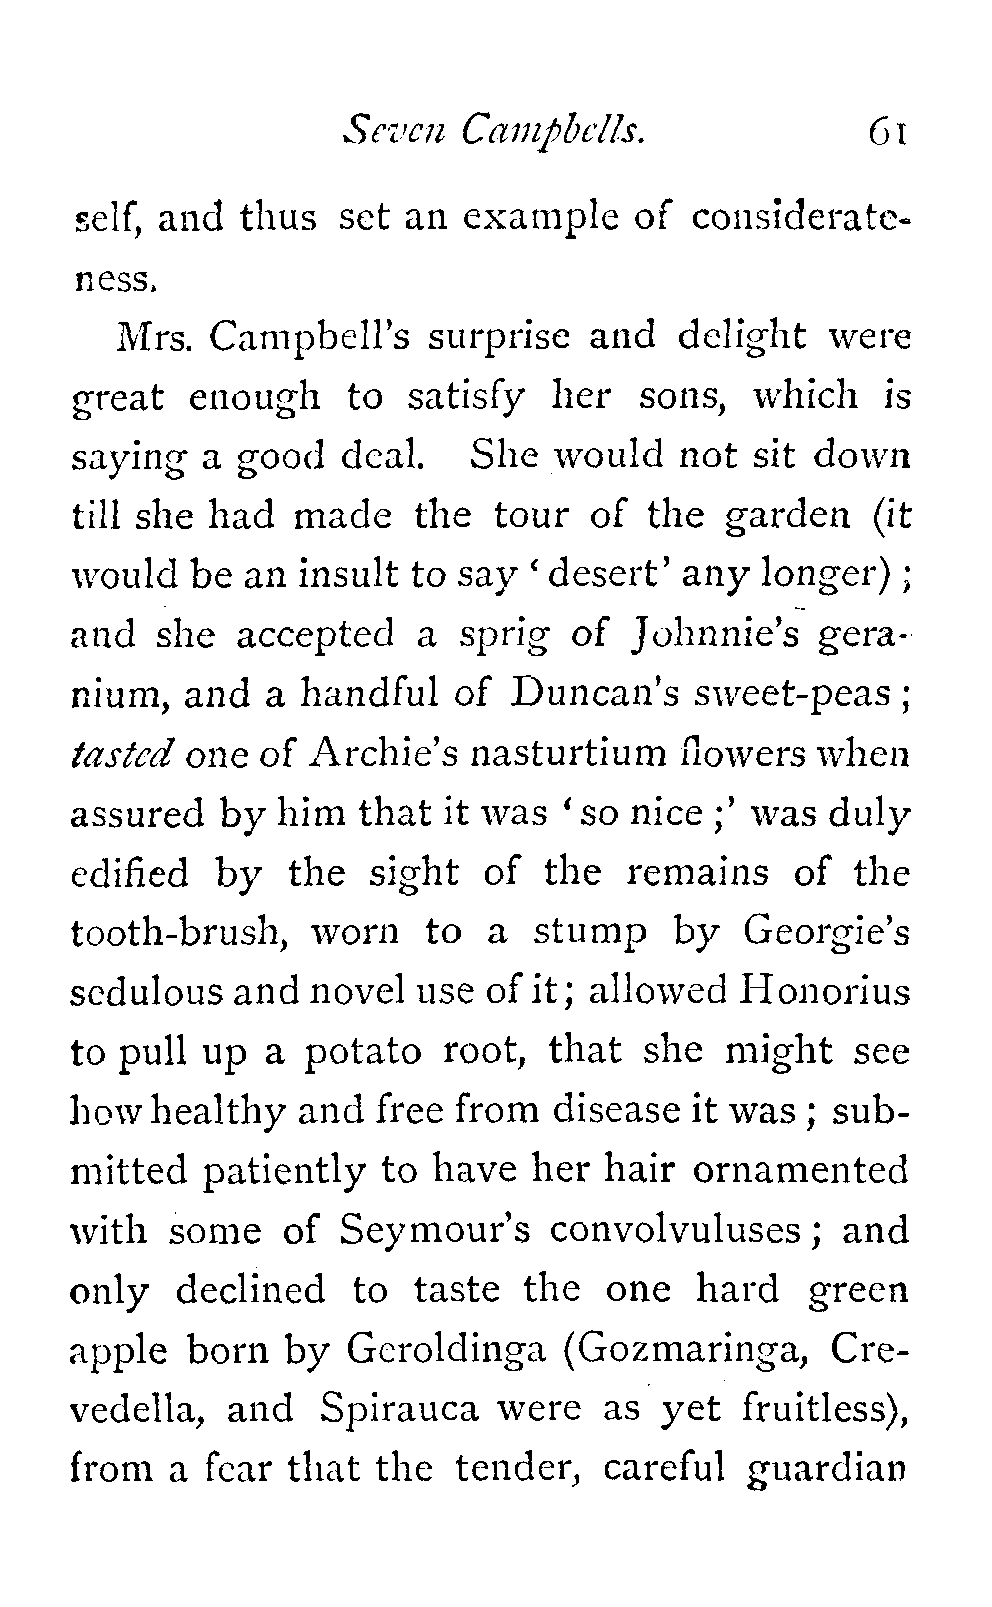 Seven Campbells. 61
self, and thus set an example of considerate-
ness.
Mrs. Campbell's surprise and delight were
great enough to satisfy her sons, which is
saying a good deal. She would not sit down
till she had made the tour of the garden (it
would be an insult to say 'desert' any longer) ;
and she accepted a sprig of Johnnie's gera-
nium, and a handful of Duncan's sweet-peas ;
tasted one of Archie's nasturtium flowers when
assured by him that it was 'so nice ;' was duly
edified by the sight of the remains of the
tooth-brush, worn to a stump by Georgie's
sedulous and novel use of it; allowed Honorius
to pull up a potato root, that she might see
how healthy and free from disease it was ; sub-
mitted patiently to have her hair ornamented
with some of Seymour's convolvuluses ; and
only declined to taste the one hard green
apple born by Geroldinga (Gozmaringa, Cre-
vedella, and Spirauca were as yet fruitless),
from a fear that the tender, careful guardian